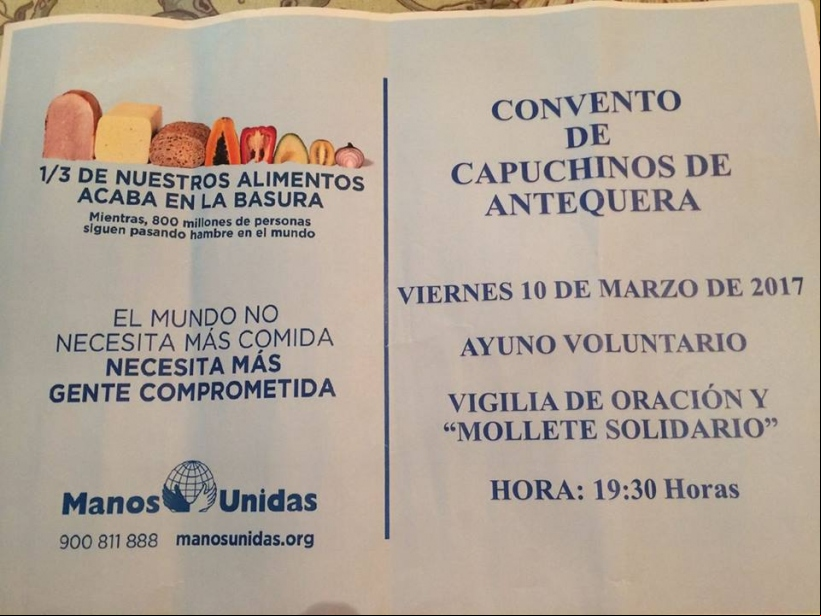 1/3 DE NUESTROS ALIMENTOS
ACABA EN LA BASURA
Mientras, 800 millones de personas
siguen pasando hambre en el mundo
EL MUNDO NO
NECESITA MÁS COMIDA
NECESITA MÁS
GENTE COMPROMETIDA
Manos Unidas
900 811 888 manosunidas.org
CONVENTO
DE
CAPUCHINOS DE
ANTEQUERA
VIERNES 10 DE MARZO DE 2017
AYUNO VOLUNTARIO
VIGILIA DE ORACIÓN Y
“MOLLETE SOLIDARIO”
HORA: 19:30 Horas